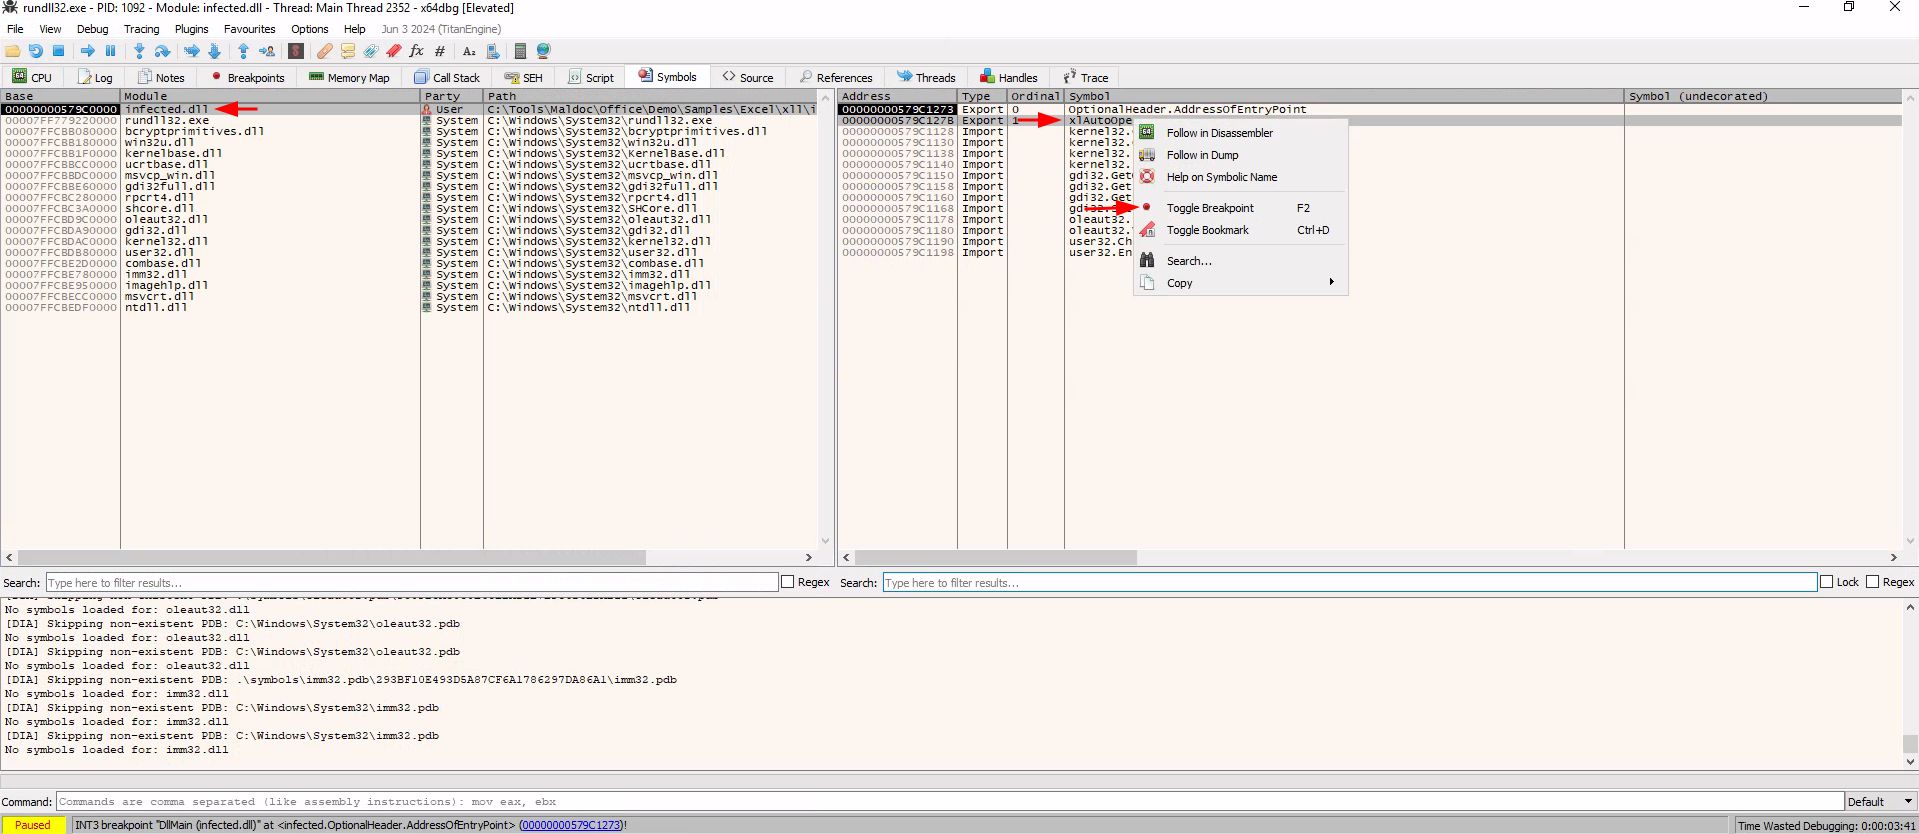 rundll32.exe - PID: 1092 - Module: infected.dll - Thread: Main Thread 2352 - x64dbg [Elevated]
File View Debug Tracing Plugins Favourites Options Help Jun 3 2024 (TitanEngine)
CPU Log Notes Breakpoints Memory Map Call Stack SEH Script Symbols Source References Threads Handles Trace
Base Module Party Path
00000000579C0000 infected.dll User C:\Tools\Maldoc\Office\Demo\Samples\Excel\xll\i
00007FF779220000 rundll32.exe System C:\Windows\System32\rundll32.exe
00007FFCBB080000 bcryptprimitives.dll System C:\Windows\System32\bcryptprimitives.dll
00007FFCBB180000 win32u.dll System C:\Windows\System32\win32u.dll
00007FFCBB1F0000 kernelbase.dll System C:\Windows\System32\KernelBase.dll
00007FFCBBCC0000 ucrtbase.dll System C:\Windows\System32\ucrtbase.dll
00007FFCBBDC0000 msvcp_win.dll System C:\Windows\System32\msvcp_win.dll
00007FFCBBE60000 gdi32full.dll System C:\Windows\System32\gdi32full.dll
00007FFCBC280000 rpcrt4.dll System C:\Windows\System32\rpcrt4.dll
00007FFCBC3A0000 shcore.dll System C:\Windows\System32\SHCore.dll
00007FFCBD9C0000 oleaut32.dll System C:\Windows\System32\oleaut32.dll
00007FFCBDA90000 gdi32.dll System C:\Windows\System32\gdi32.dll
00007FFCBDAC0000 kernel32.dll System C:\Windows\System32\kernel32.dll
00007FFCBDB80000 user32.dll System C:\Windows\System32\user32.dll
00007FFCBE2D0000 combase.dll System C:\Windows\System32\combase.dll
00007FFCBE780000 imm32.dll System C:\Windows\System32\imm32.dll
00007FFCBE950000 imagehlp.dll System C:\Windows\System32\imagehlp.dll
00007FFCBECC0000 msvcrt.dll System C:\Windows\System32\msvcrt.dll
00007FFCBEDF0000 ntdll.dll System C:\Windows\System32\ntdll.dll
Address Type Ordinal Symbol Symbol (undecorated)
00000000579C1273 Export 0 OptionalHeader.AddressOfEntryPoint
00000000579C127B Export 1 xlAutoOpe
00000000579C1128 Import kernel32.
00000000579C1130 Import kernel32.
00000000579C1138 Import kernel32.
00000000579C1140 Import kernel32.
00000000579C1150 Import gdi32.Get
00000000579C1158 Import gdi32.Get
00000000579C1160 Import gdi32.Get
00000000579C1168 Import
00000000579C1178 Import oleaut32.
00000000579C1180 Import oleaut32.
00000000579C1190 Import user32.Ch
00000000579C1198 Import user32.En
Follow in Disassembler
Follow in Dump
Help on Symbolic Name
Toggle Breakpoint F2
Toggle Bookmark Ctrl+D
Search...
Copy
Search: Type here to filter results... Regex
Search: Type here to filter results... Lock Regex
No symbols loaded for: oleaut32.dll
[DIA] Skipping non-existent PDB: C:\Windows\System32\oleaut32.pdb
No symbols loaded for: oleaut32.dll
[DIA] Skipping non-existent PDB: C:\Windows\System32\oleaut32.pdb
No symbols loaded for: oleaut32.dll
[DIA] Skipping non-existent PDB: .\symbols\imm32.pdb\293BF10E493D5A87CF6A1786297DA86A1\imm32.pdb
No symbols loaded for: imm32.dll
[DIA] Skipping non-existent PDB: C:\Windows\System32\imm32.pdb
No symbols loaded for: imm32.dll
[DIA] Skipping non-existent PDB: C:\Windows\System32\imm32.pdb
No symbols loaded for: imm32.dll
Command: Commands are comma separated (like assembly instructions): mov eax, ebx Default
Paused INT3 breakpoint "DllMain (infected.dll)" at <infected.OptionalHeader.AddressOfEntryPoint> (00000000579C1273)! Time Wasted Debugging: 0:00:03:41